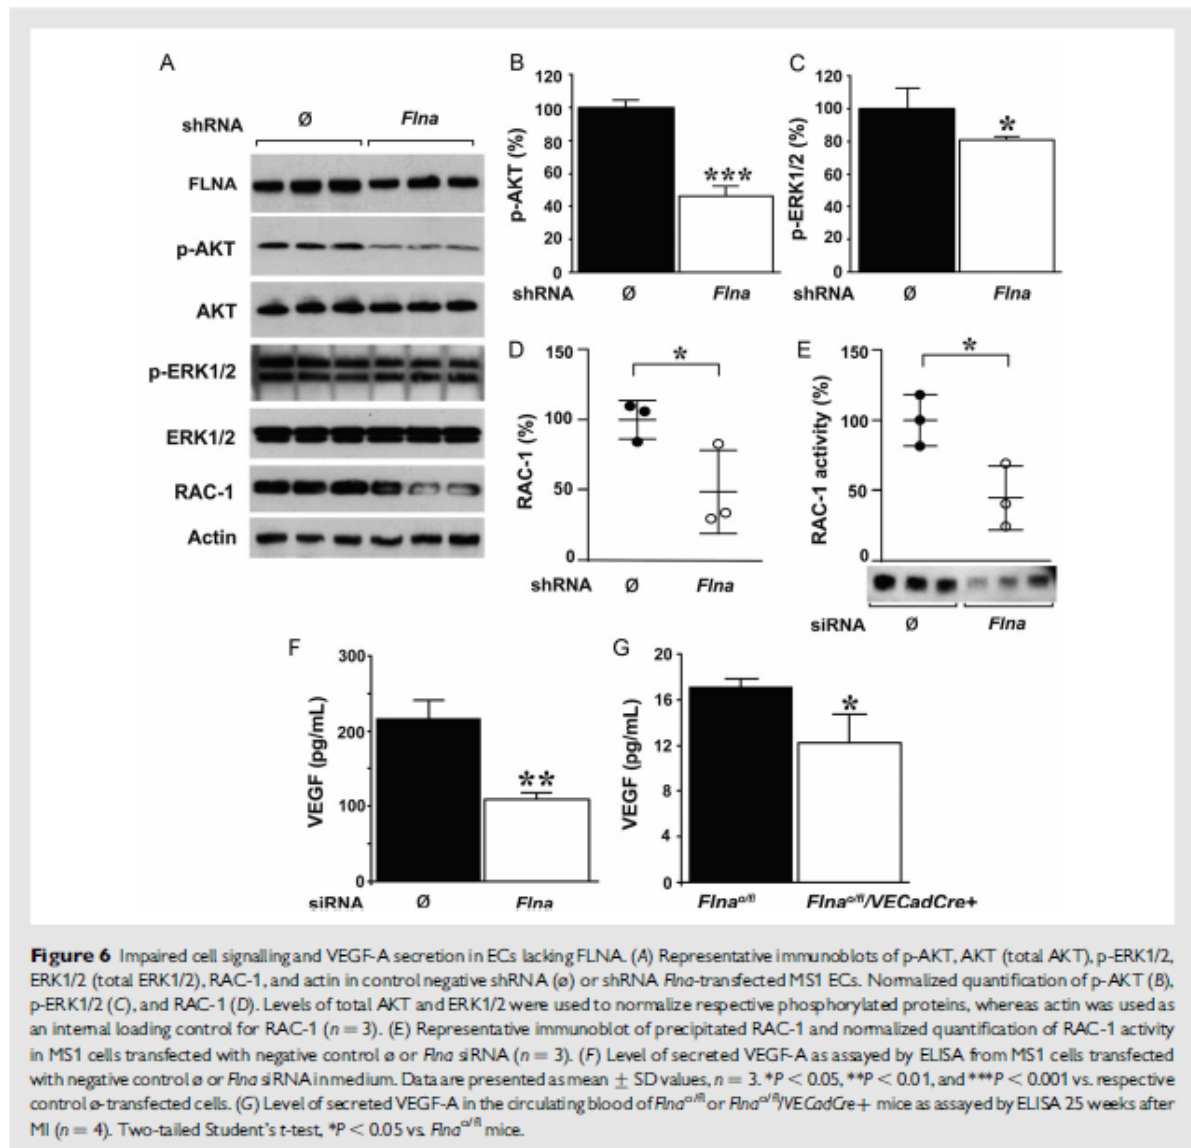 A
shRNA Ø Flna
FLNA
p-AKT
AKT
p-ERK1/2
ERK1/2
RAC-1
Actin
B
p-AKT (%)
120
100
80
60
40
20
0
***
shRNA Ø Flna
C
p-ERK1/2 (%)
120
100
80
60
40
20
0
*
shRNA Ø Flna
D
RAC-1 (%)
150
100
50
0
*
shRNA Ø Flna
E
RAC-1 activity (%)
150
100
50
0
*
siRNA Ø Flna
F
VEGF (pg/mL)
300
200
100
0
**
siRNA Ø Flna
G
VEGF (pg/mL)
20
16
12
8
4
0
*
Flna^o/fl Flna^o/fl/VECadCre+
Figure 6 Impaired cell signalling and VEGF-A secretion in ECs lacking FLNA. (A) Representative immunoblots of p-AKT, AKT (total AKT), p-ERK1/2,
ERK1/2 (total ERK1/2), RAC-1, and actin in control negative shRNA (ø) or shRNA Flna-transfected MS1 ECs. Normalized quantification of p-AKT (B),
p-ERK1/2 (C), and RAC-1 (D). Levels of total AKT and ERK1/2 were used to normalize respective phosphorylated proteins, whereas actin was used as
an internal loading control for RAC-1 (n = 3). (E) Representative immunoblot of precipitated RAC-1 and normalized quantification of RAC-1 activity
in MS1 cells transfected with negative control ø or Flna siRNA (n = 3). (F) Level of secreted VEGF-A as assayed by ELISA from MS1 cells transfected
with negative control ø or Flna siRNA in medium. Data are presented as mean ± SD values, n = 3. *P < 0.05, **P < 0.01, and ***P < 0.001 vs. respective
control ø-transfected cells. (G) Level of secreted VEGF-A in the circulating blood of Flna^o/fl or Flna^o/fl/VECadCre+ mice as assayed by ELISA 25 weeks after
MI (n = 4). Two-tailed Student's t-test, *P < 0.05 vs. Flna^o/fl mice.